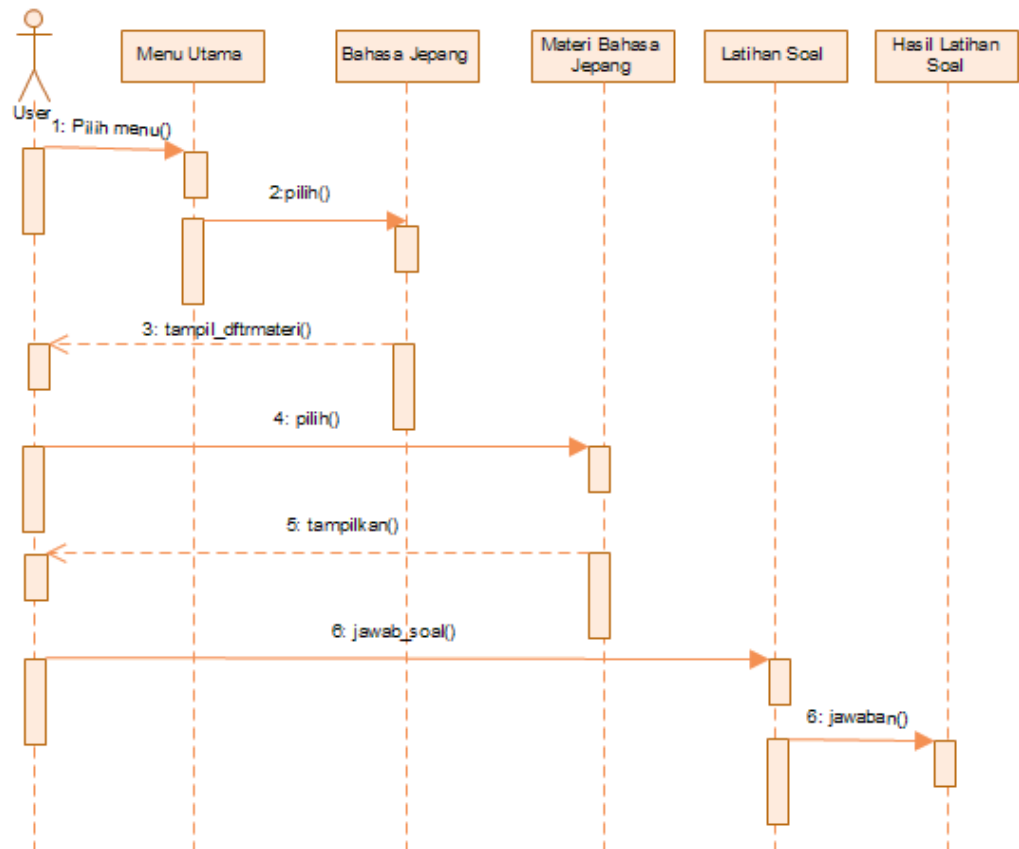 User
Menu Utama
Bahasa Jepang
Materi Bahasa
Jepang
Latihan Soal
Hasil Latihan
Soal
1: Pilih menu()
2:pilih()
3: tampil_dftrmateri()
4: pilih()
5: tampilkan()
6: jawab_soal()
6: jawaban()